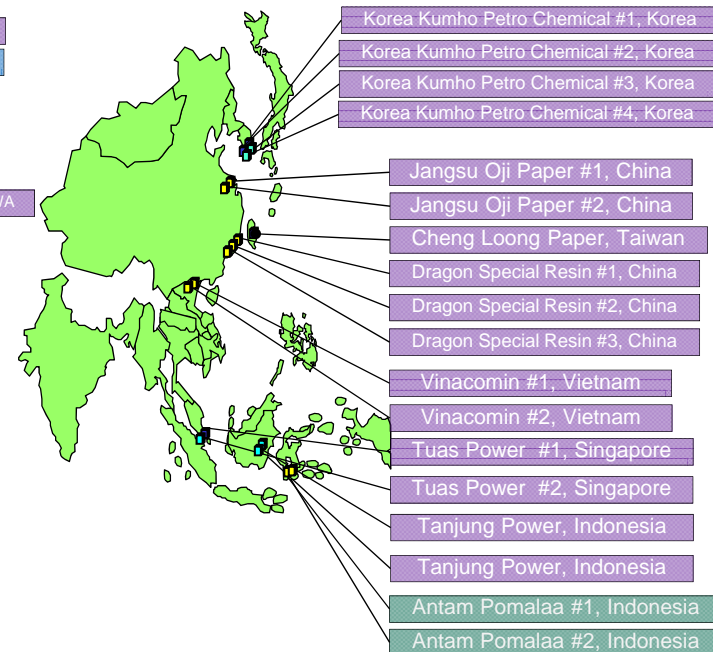 Korea Kumho Petro Chemical #1, Korea
Korea Kumho Petro Chemical #2, Korea
Korea Kumho Petro Chemical #3, Korea
Korea Kumho Petro Chemical #4, Korea
Jangsu Oji Paper #1, China
/A
Jangsu Oji Paper #2, China
Cheng Loong Paper, Taiwan
Dragon Special Resin #1, China
Dragon Special Resin #2, China
Dragon Special Resin #3, China
Vinacomin #1, Vietnam
Vinacomin #2, Vietnam
Tuas Power #1, Singapore
Tuas Power #2, Singapore
Tanjung Power, Indonesia
Tanjung Power, Indonesia
Antam Pomalaa #1, Indonesia
Antam Pomalaa #2, Indonesia